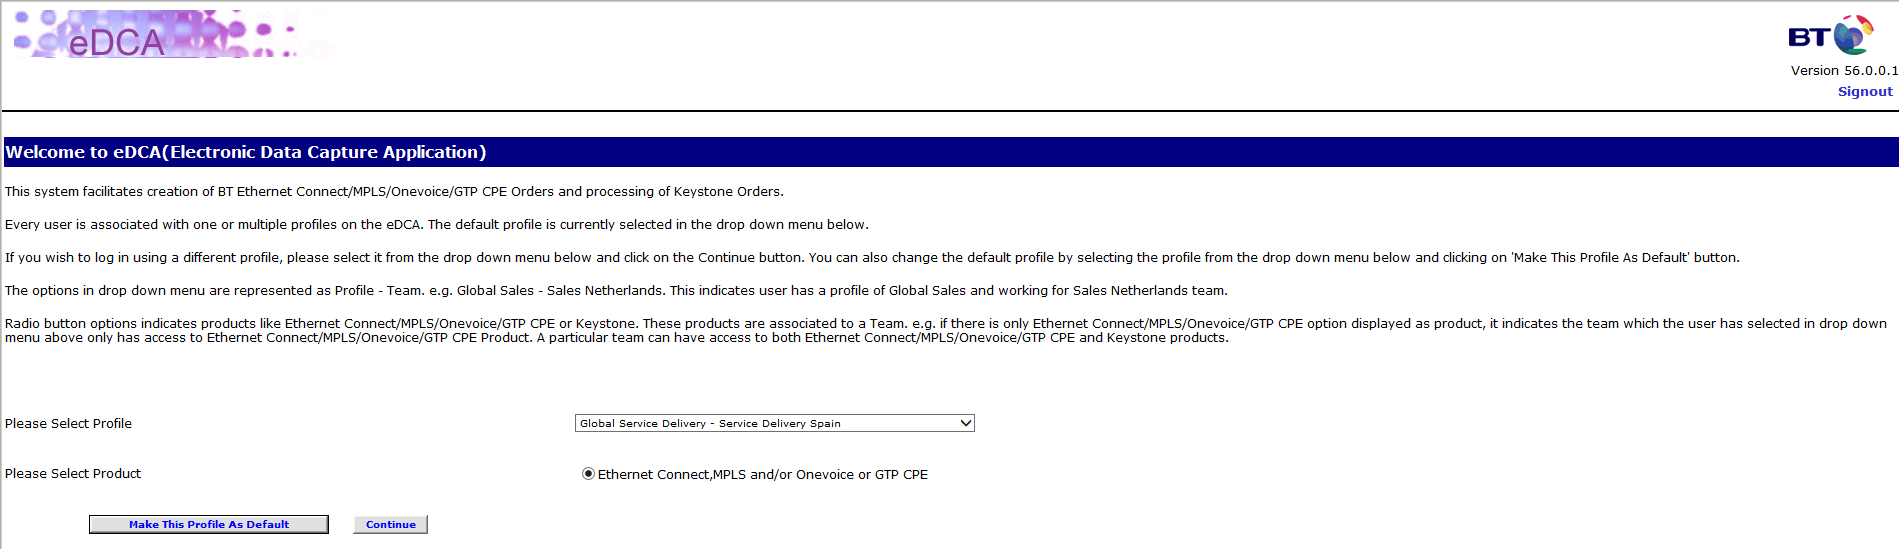 eDCA
BT
Version 56.0.0.1
Signout
Welcome to eDCA(Electronic Data Capture Application)
This system facilitates creation of BT Ethernet Connect/MPLS/Onevoice/GTP CPE Orders and processing of Keystone Orders.
Every user is associated with one or multiple profiles on the eDCA. The default profile is currently selected in the drop down menu below.
If you wish to log in using a different profile, please select it from the drop down menu below and click on the Continue button. You can also change the default profile by selecting the profile from the drop down menu below and clicking on 'Make This Profile As Default' button.
The options in drop down menu are represented as Profile - Team. e.g. Global Sales - Sales Netherlands. This indicates user has a profile of Global Sales and working for Sales Netherlands team.
Radio button options indicates products like Ethernet Connect/MPLS/Onevoice/GTP CPE or Keystone. These products are associated to a Team. e.g. if there is only Ethernet Connect/MPLS/Onevoice/GTP CPE option displayed as product, it indicates the team which the user has selected in drop down
menu above only has access to Ethernet Connect/MPLS/Onevoice/GTP CPE Product. A particular team can have access to both Ethernet Connect/MPLS/Onevoice/GTP CPE and Keystone products.
Please Select Profile
Global Service Delivery - Service Delivery Spain
Please Select Product
Ethernet Connect,MPLS and/or Onevoice or GTP CPE
Make This Profile As Default
Continue